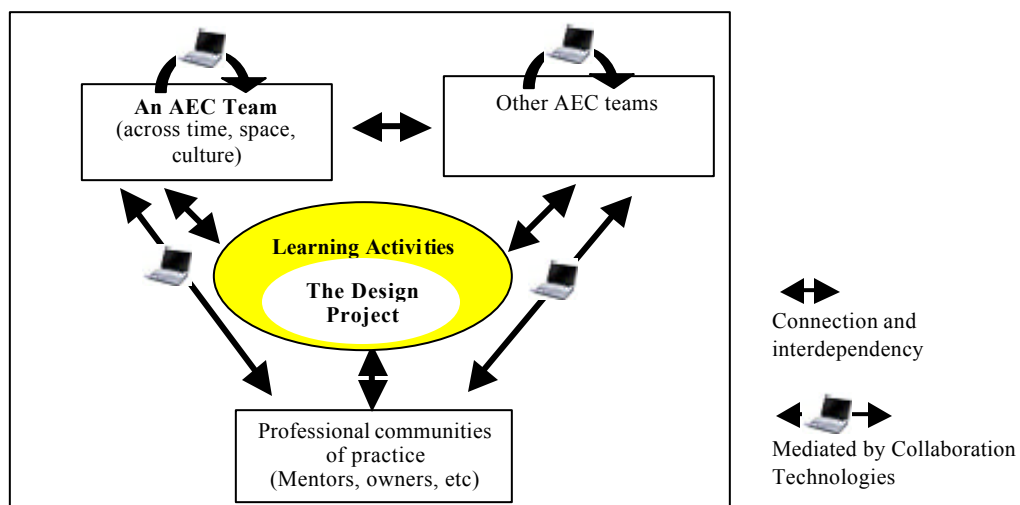 An AEC Team
(across time, space,
culture)
Other AEC teams
Learning Activities
The Design
Project
Professional communities
of practice
(Mentors, owners, etc)
Connection and
interdependency
Mediated by Collaboration
Technologies